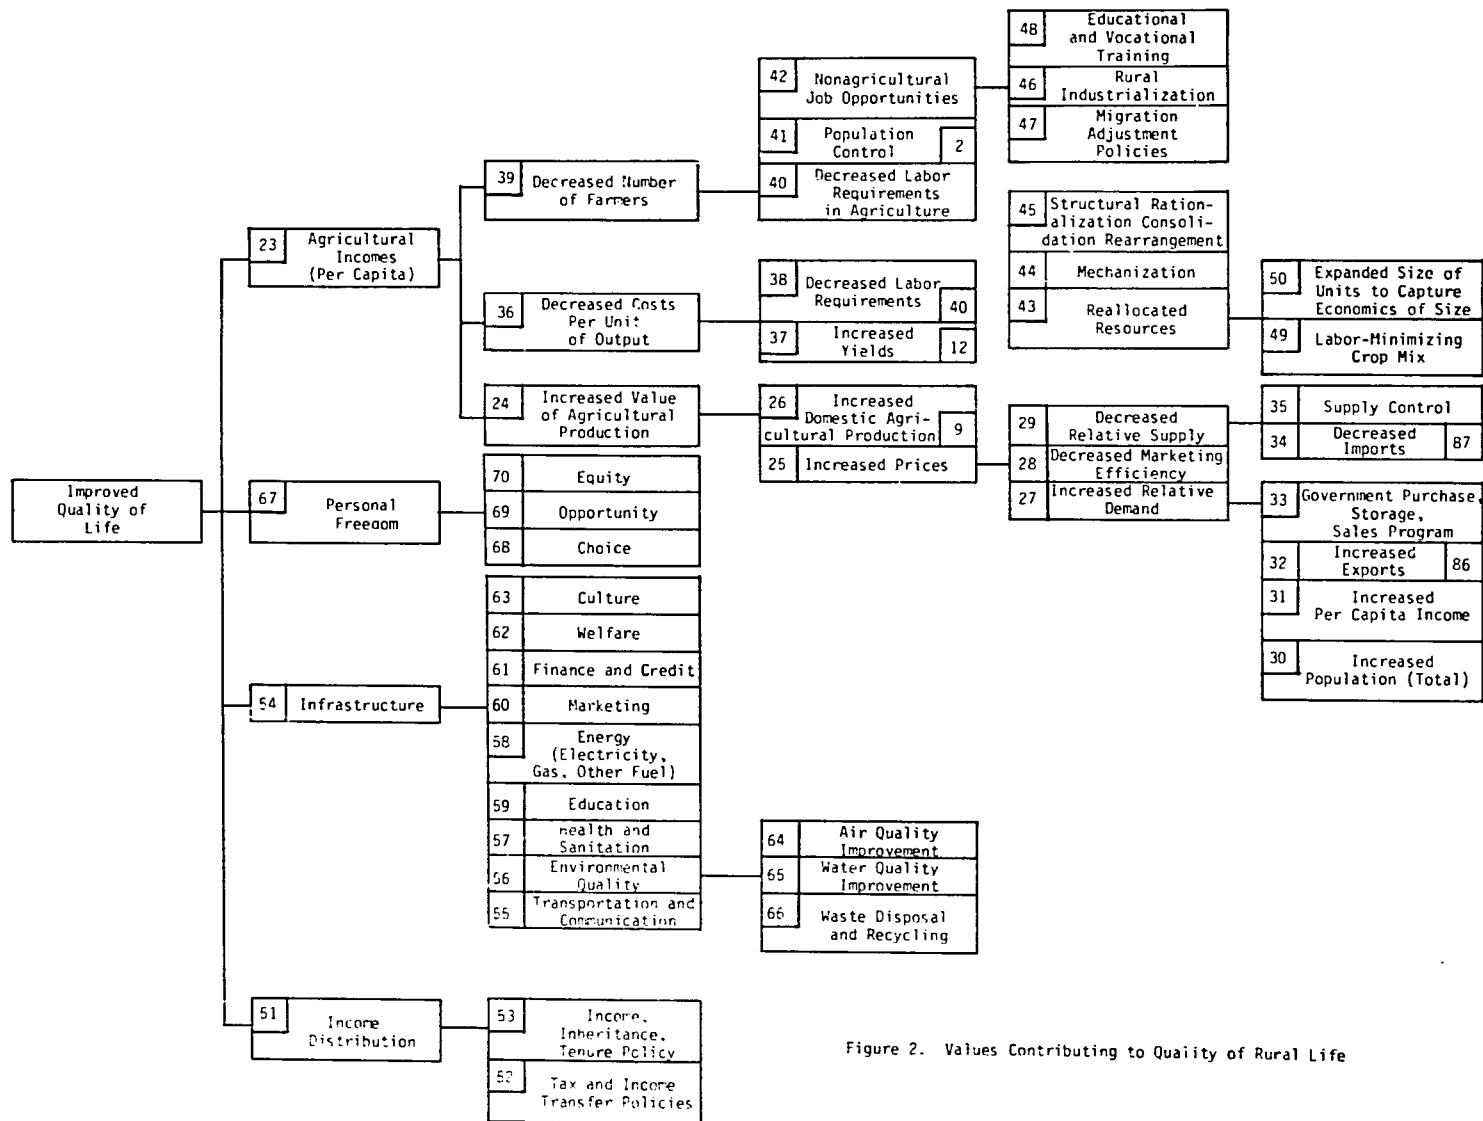 Improved
Quality of
Life
23
Agricultural
Incomes
(Per Capita)
67
Personal
Freedom
54
Infrastructure
51
Income
Distribution
39
Decreased Number
of Farmers
36
Decreased Costs
Per Unit
of Output
24
Increased Value
of Agricultural
Production
70
Equity
69
Opportunity
68
Choice
63
Culture
62
Welfare
61
Finance and Credit
60
Marketing
58
Energy
(Electricity,
Gas, Other Fuel)
59
Education
57
Health and
Sanitation
56
Environmental
Quality
55
Transportation and
Communication
53
Income,
Inheritance,
Tenure Policy
52
Tax and Income
Transfer Policies
42
Nonagricultural
Job Opportunities
41
Population
Control
2
40
Decreased Labor
Requirements
in Agriculture
38
Decreased Labor
Requirements
40
37
Increased
Yields
12
26
Increased
Domestic Agri-
cultural Production
9
25
Increased Prices
64
Air Quality
Improvement
65
Water Quality
Improvement
66
Waste Disposal
and Recycling
48
Educational
and Vocational
Training
46
Rural
Industrialization
47
Migration
Adjustment
Policies
45
Structural Ration-
alization Consoli-
dation Rearrangement
44
Mechanization
43
Reallocated
Resources
29
Decreased
Relative Supply
28
Decreased Marketing
Efficiency
27
Increased Relative
Demand
50
Expanded Size of
Units to Capture
Economics of Size
49
Labor-Minimizing
Crop Mix
35
Supply Control
34
Decreased
Imports
87
33
Government Purchase,
Storage,
Sales Program
32
Increased
Exports
86
31
Increased
Per Capita Income
30
Increased
Population (Total)
Figure 2. Values Contributing to Quality of Rural Life